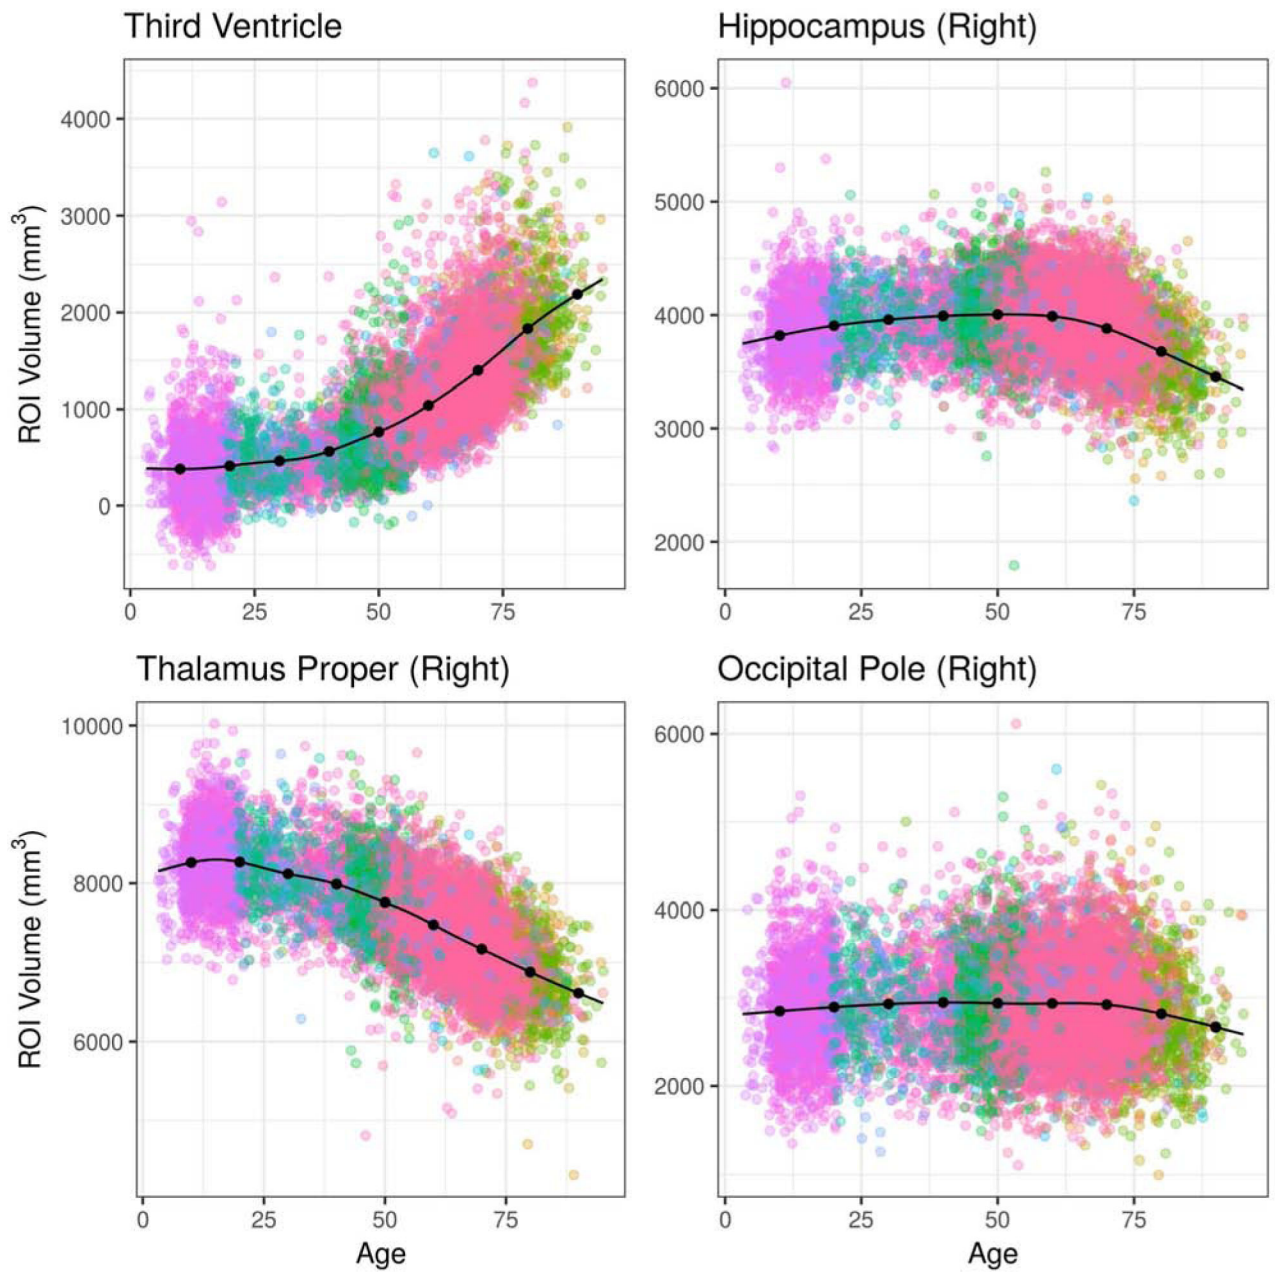 Third Ventricle
Hippocampus (Right)
ROI Volume (mm³)
4000
3000
2000
1000
0
0 25 50 75
6000
5000
4000
3000
2000
0 25 50 75
Thalamus Proper (Right)
Occipital Pole (Right)
ROI Volume (mm³)
10000
8000
6000
0 25 50 75
Age
6000
4000
2000
0 25 50 75
Age